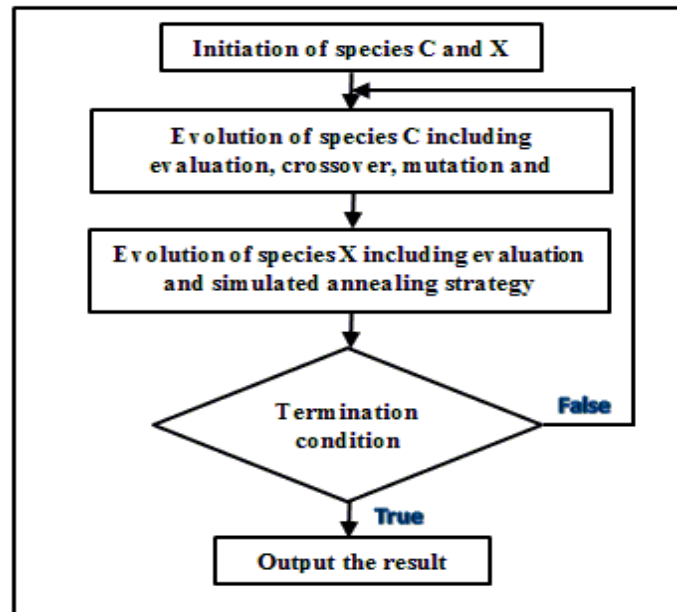 Initiation of species C and X
Evolution of species C including
evaluation, crossover, mutation and
Evolution of species X including evaluation
and simulated annealing strategy
Termination
condition
False
True
Output the result